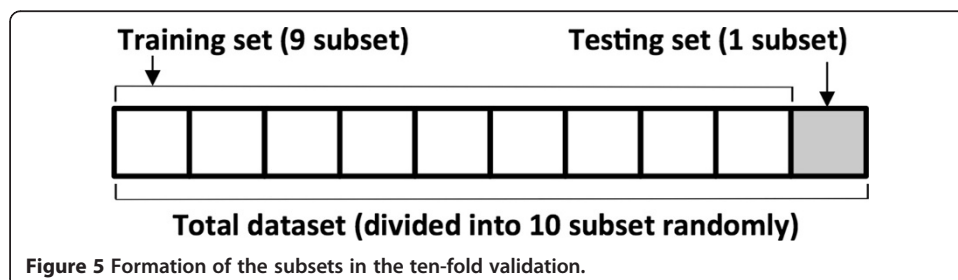 Training set (9 subset) Testing set (1 subset)
Total dataset (divided into 10 subset randomly)
Figure 5 Formation of the subsets in the ten-fold validation.